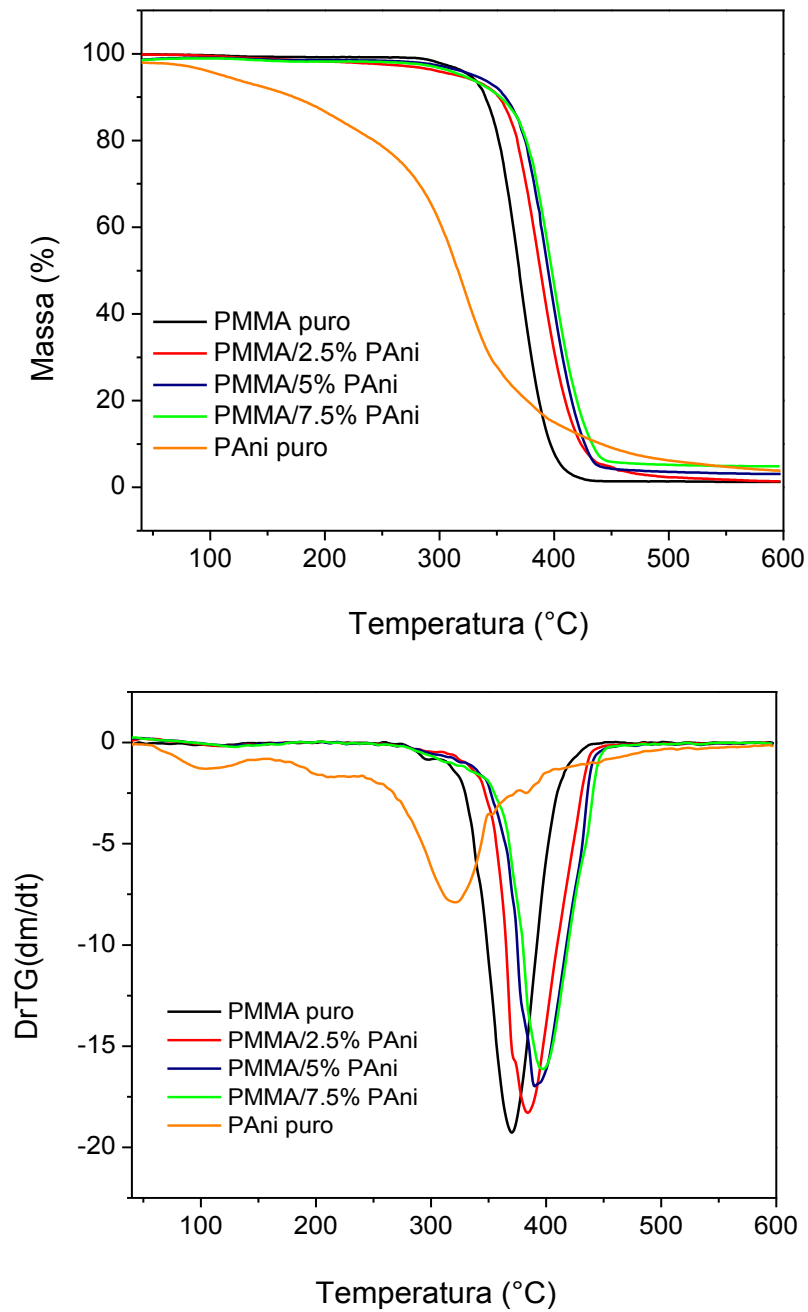 Massa (%)
100
80
60
40
20
0
PMMA puro
PMMA/2.5% PAni
PMMA/5% PAni
PMMA/7.5% PAni
PAni puro
100 200 300 400 500 600
Temperatura (°C)
DrTG(dm/dt)
0
-5
-10
-15
-20
PMMA puro
PMMA/2.5% PAni
PMMA/5% PAni
PMMA/7.5% PAni
PAni puro
100 200 300 400 500 600
Temperatura (°C)